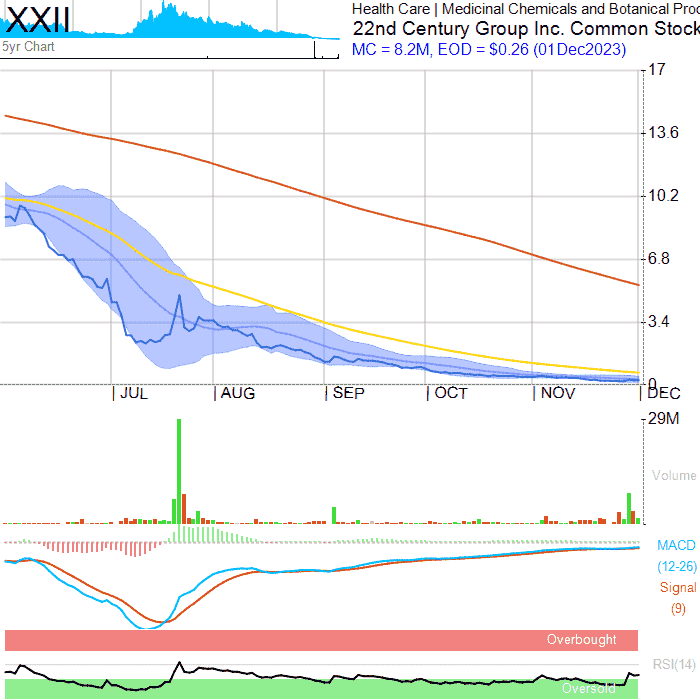 XXII
5yr Chart
Health Care | Medicinal Chemicals and Botanical Prod
22nd Century Group Inc. Common Stock
MC = 8.2M, EOD = $0.26 (01Dec2023)
17
13.6
10.2
6.8
3.4
0
JUL AUG SEP OCT NOV DEC
29M
Volume
MACD
(12-26)
Signal
(9)
Overbought
RSI(14)
Oversold